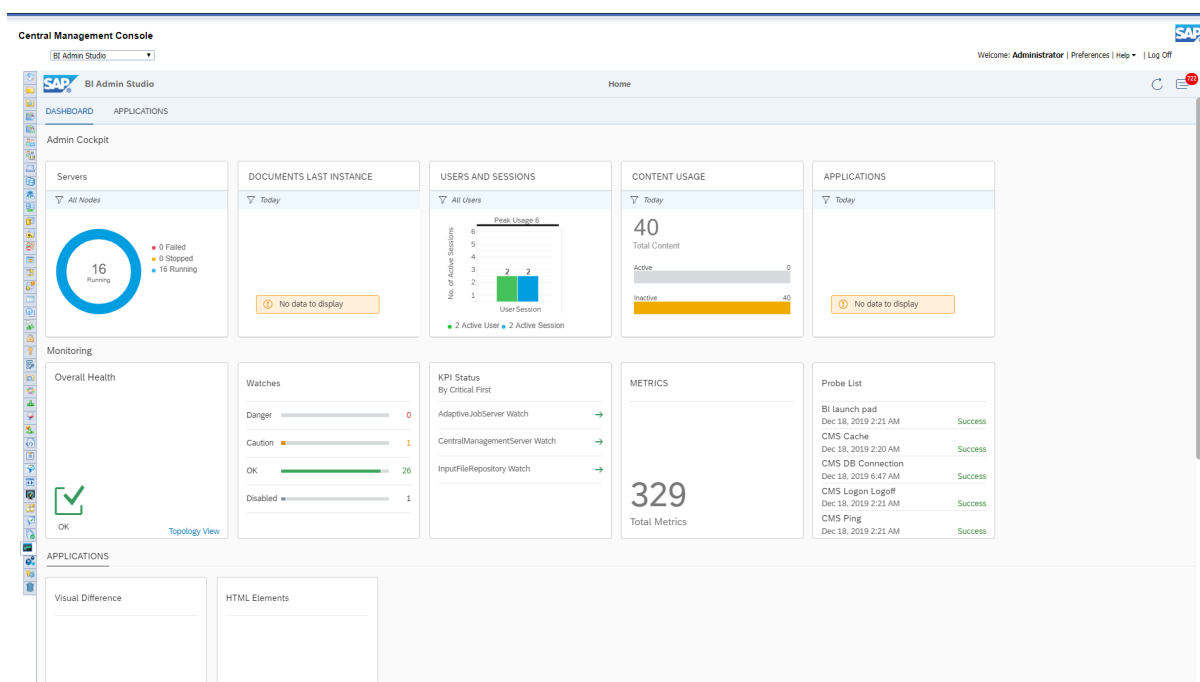 Central Management Console
SAP
BI Admin Studio
Welcome: Administrator | Preferences | Help | Log Off
SAP BI Admin Studio
Home
722
DASHBOARD APPLICATIONS
Admin Cockpit
Servers
All Nodes
16
Running
0 Failed
0 Stopped
16 Running
DOCUMENTS LAST INSTANCE
Today
No data to display
USERS AND SESSIONS
All Users
Peak Usage 6
No. of Active Sessions
6
5
4
3
2
1
2 2
User Session
2 Active User 2 Active Session
CONTENT USAGE
Today
40
Total Content
Active 0
Inactive 40
APPLICATIONS
Today
No data to display
Monitoring
Overall Health
OK
Topology View
Watches
Danger 0
Caution 1
OK 26
Disabled 1
KPI Status
By Critical First
AdaptiveJobServer Watch
CentralManagementServer Watch
InputFileRepository Watch
METRICS
329
Total Metrics
Probe List
BI launch pad
Dec 18, 2019 2:21 AM Success
CMS Cache
Dec 18, 2019 2:20 AM Success
CMS DB Connection
Dec 18, 2019 6:47 AM Success
CMS Logon Logoff
Dec 18, 2019 2:21 AM Success
CMS Ping
Dec 18, 2019 2:21 AM Success
APPLICATIONS
Visual Difference
HTML Elements